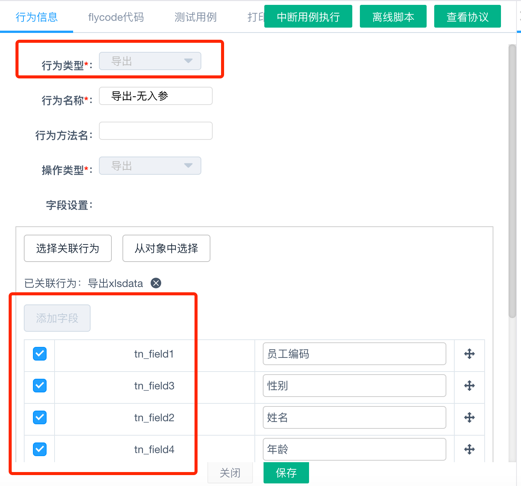 行为信息 flycode代码 测试用例 打印 中断用例执行 离线脚本 查看协议
行为类型*： 导出
行为名称*： 导出-无入参
行为方法名：
操作类型*： 导出
字段设置：
选择关联行为 从对象中选择
已关联行为：导出xlsdata
添加字段
tn_field1 员工编码
tn_field3 性别
tn_field2 姓名
tn_field4 年龄
关闭 保存